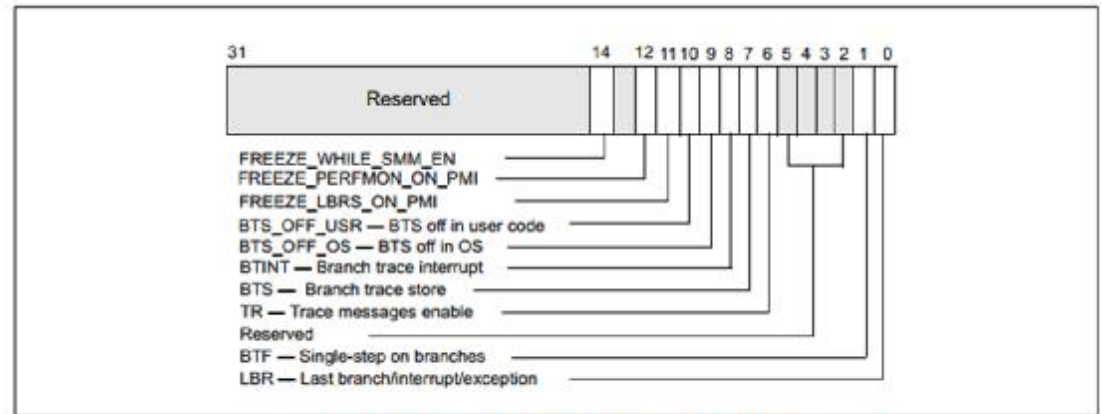 31 14 12 11 10 9 8 7 6 5 4 3 2 1 0
Reserved
FREEZE_WHILE_SMM_EN
FREEZE_PERFMON_ON_PMI
FREEZE_LBRS_ON_PMI
BTS_OFF_USR — BTS off in user code
BTS_OFF_OS — BTS off in OS
BTINT — Branch trace interrupt
BTS — Branch trace store
TR — Trace messages enable
Reserved
BTF — Single-step on branches
LBR — Last branch/interrupt/exception